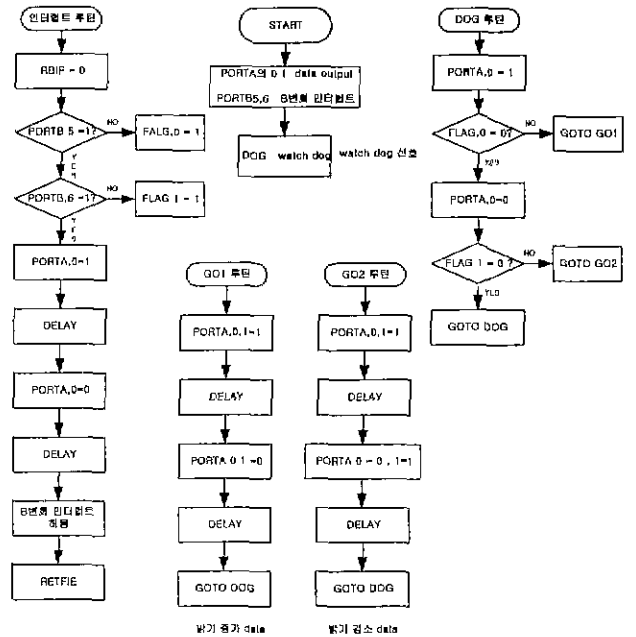 인터럽트 루틴
RBIF = 0
PORTB 5 =1?
NO
FALG,0 = 1
YES
PORTB,6 =1?
NO
FLAG 1 = 1
YES
PORTA,0=1
DELAY
PORTA,0=0
DELAY
B변화 인터럽트
허용
RETFIE
START
PORTA의 0 1 data output
PORTB5,6 B변화 인터럽트
DOG watch dog
watch dog 신호
GO1 루틴
PORTA,0,1=1
DELAY
PORTA 0 1 =0
DELAY
GOTO DOG
밝기 증가 data
GO2 루틴
PORTA,0,1=1
DELAY
PORTA 0 = 0 , 1=1
DELAY
GOTO DOG
밝기 감소 data
DOG 루틴
PORTA,0 = 1
FLAG,0 = 0?
NO
GOTO GO1
YES
PORTA,0=0
FLAG 1 = 0 ?
NO
GOTO GO2
YES
GOTO DOG